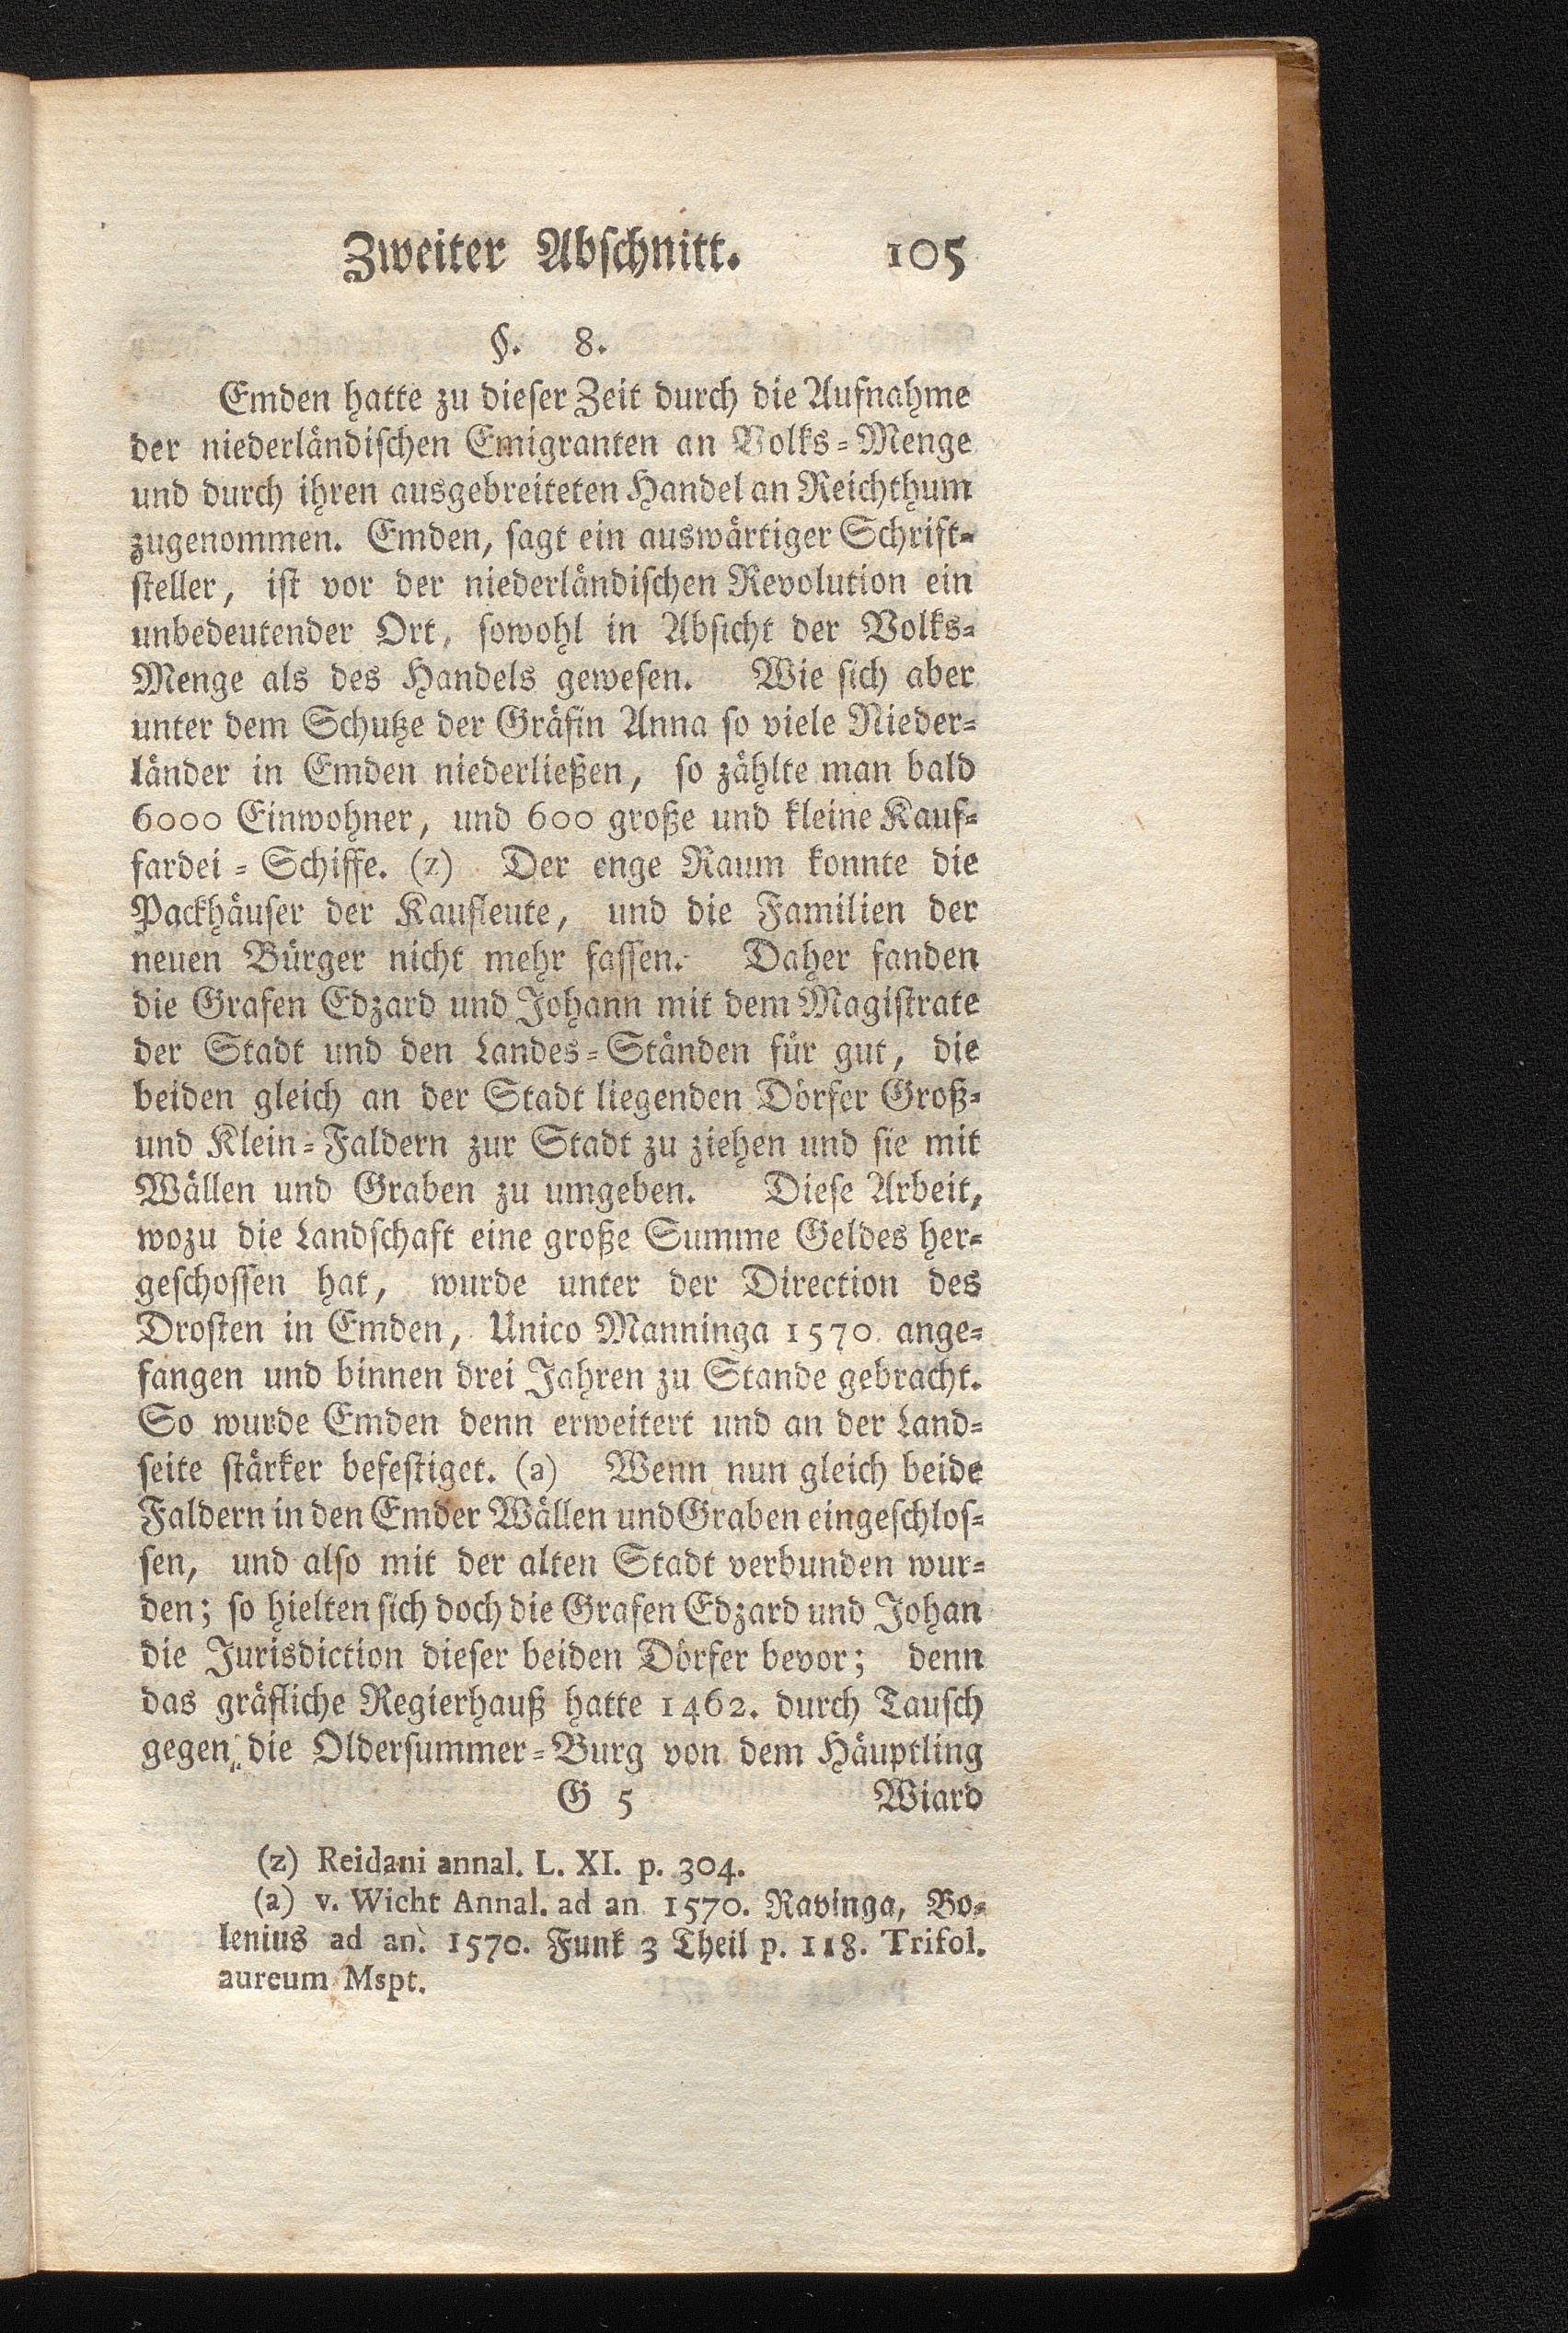 Zweiter Abschnitt. 105
§. 8.
Emden hatte zu dieser Zeit durch die Aufnahme
der niederländischen Emigranten an Volks-Menge
und durch ihren ausgebreiteten Handel an Reichthum
zugenommen. Emden, sagt ein auswärtiger Schrift-
steller, ist vor der niederländischen Revolution ein
unbedeutender Ort, sowohl in Absicht der Volks-
Menge als des Handels gewesen. Wie sich aber
unter dem Schutze der Gräfin Anna so viele Nieder-
länder in Emden niederließen, so zählte man bald
6000 Einwohner, und 600 große und kleine Kauf-
fardei-Schiffe. (z) Der enge Raum konnte die
Packhäuser der Kaufleute, und die Familien der
neuen Bürger nicht mehr fassen. Daher fanden
die Grafen Edzard und Johann mit dem Magistrate
der Stadt und den Landes-Ständen für gut, die
beiden gleich an der Stadt liegenden Dörfer Groß-
und Klein-Faldern zur Stadt zu ziehen und sie mit
Wällen und Graben zu umgeben. Diese Arbeit,
wozu die Landschaft eine große Summe Geldes her-
geschossen hat, wurde unter der Direction des
Drosten in Emden, Unico Manninga 1570 ange-
fangen und binnen drei Jahren zu Stande gebracht.
So wurde Emden denn erweitert und an der Land-
seite stärker befestiget. (a) Wenn nun gleich beide
Faldern in den Emder Wällen und Graben eingeschlos-
sen, und also mit der alten Stadt verbunden wur-
den; so hielten sich doch die Grafen Edzard und Johan
die Jurisdiction dieser beiden Dörfer bevor; denn
das gräfliche Regierhauß hatte 1462. durch Tausch
gegen die Oldersummer-Burg von dem Häuptling
G 5 Wiard
(z) Reidani annal. L. XI. p. 304.
(a) v. Wicht Annal. ad an 1570. Ravinga, Bo-
lenius ad an. 1570. Funk 3 Theil p. 118. Trifol.
aureum Mspt.